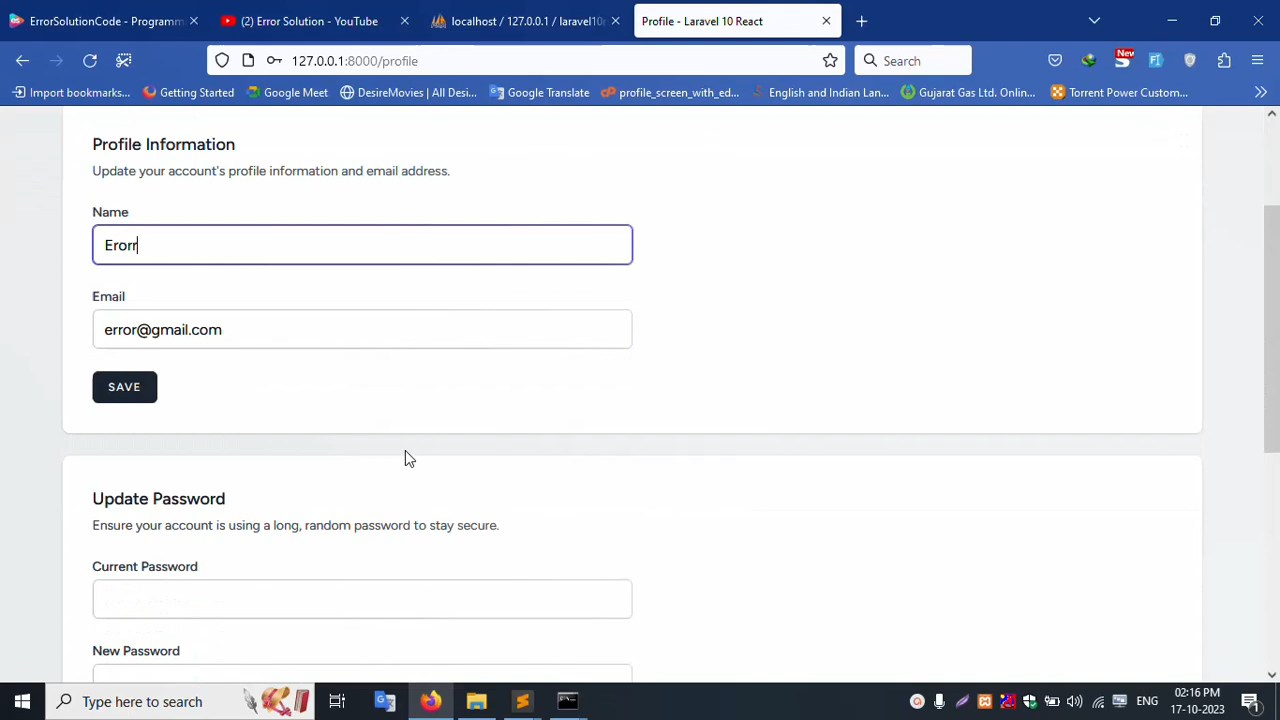 ErrorSolutionCode - Programm
(2) Error Solution - YouTube
localhost / 127.0.0.1 / laravel10r
Profile - Laravel 10 React
127.0.0.1:8000/profile
Search
New
Import bookmarks...
Getting Started
Google Meet
DesireMovies | All Desi...
Google Translate
profile_screen_with_ed...
English and Indian Lan...
Gujarat Gas Ltd. Onlin...
Torrent Power Custom...
Profile Information
Update your account's profile information and email address.
Name
Erorr
Email
error@gmail.com
SAVE
Update Password
Ensure your account is using a long, random password to stay secure.
Current Password
New Password
Type here to search
ENG
02:16 PM
17-10-2023
1